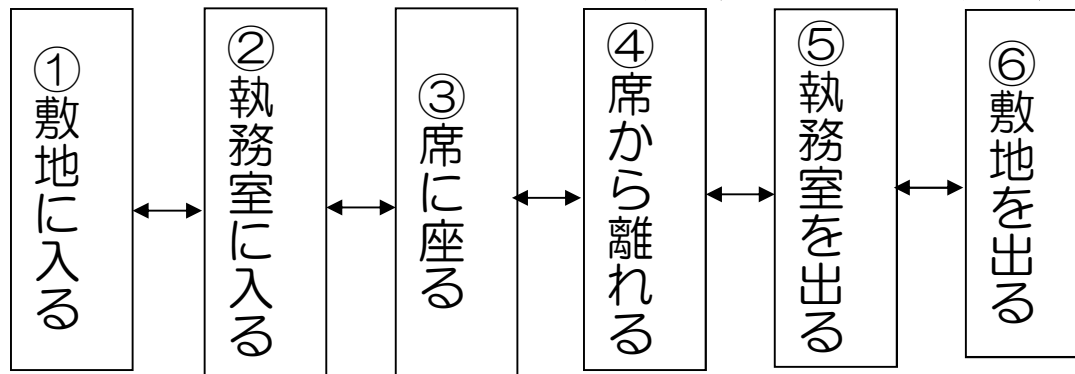 ①敷地に入る
②執務室に入る
③席に座る
④席から離れる
⑤執務室を出る
⑥敷地を出る